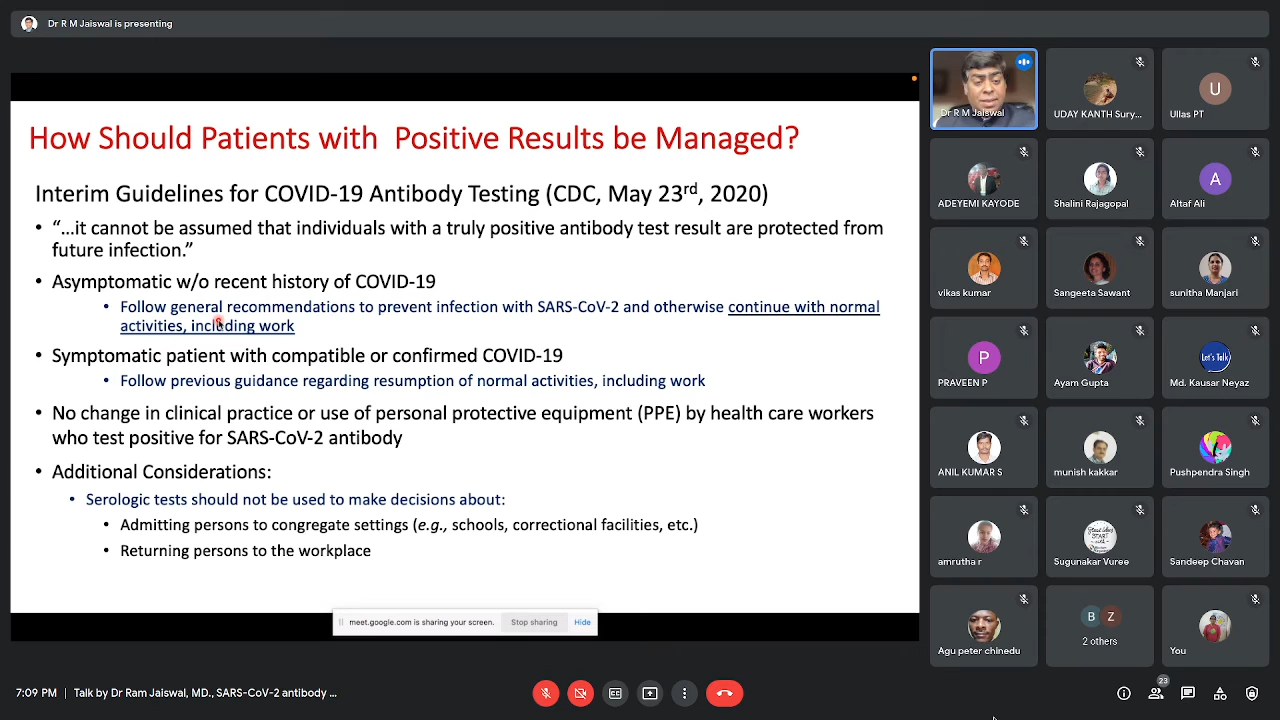 Dr R M Jaiswal is presenting
How Should Patients with Positive Results be Managed?
Interim Guidelines for COVID-19 Antibody Testing (CDC, May 23rd, 2020)
• "…it cannot be assumed that individuals with a truly positive antibody test result are protected from
future infection."
• Asymptomatic w/o recent history of COVID-19
• Follow general recommendations to prevent infection with SARS-CoV-2 and otherwise continue with normal
activities, including work
• Symptomatic patient with compatible or confirmed COVID-19
• Follow previous guidance regarding resumption of normal activities, including work
• No change in clinical practice or use of personal protective equipment (PPE) by health care workers
who test positive for SARS-CoV-2 antibody
• Additional Considerations:
• Serologic tests should not be used to make decisions about:
• Admitting persons to congregate settings (e.g., schools, correctional facilities, etc.)
• Returning persons to the workplace
meet.google.com is sharing your screen. Stop sharing Hide
Dr R M Jaiswal
UDAY KANTH Sury...
U
Ullas PT
ADEYEMI KAYODE
Shalini Rajagopal
A
Altaf Ali
vikas kumar
Sangeeta Sawant
sunitha Manjari
P
PRAVEEN P
Ayam Gupta
Let's Talk
Md. Kausar Neyaz
ANIL KUMAR S
munish kakkar
Pushpendra Singh
amrutha r
START
Sugunakar Vuree
Sandeep Chavan
Agu peter chinedu
B Z
2 others
You
7:09 PM | Talk by Dr Ram Jaiswal, MD., SARS-CoV-2 antibody ...
23